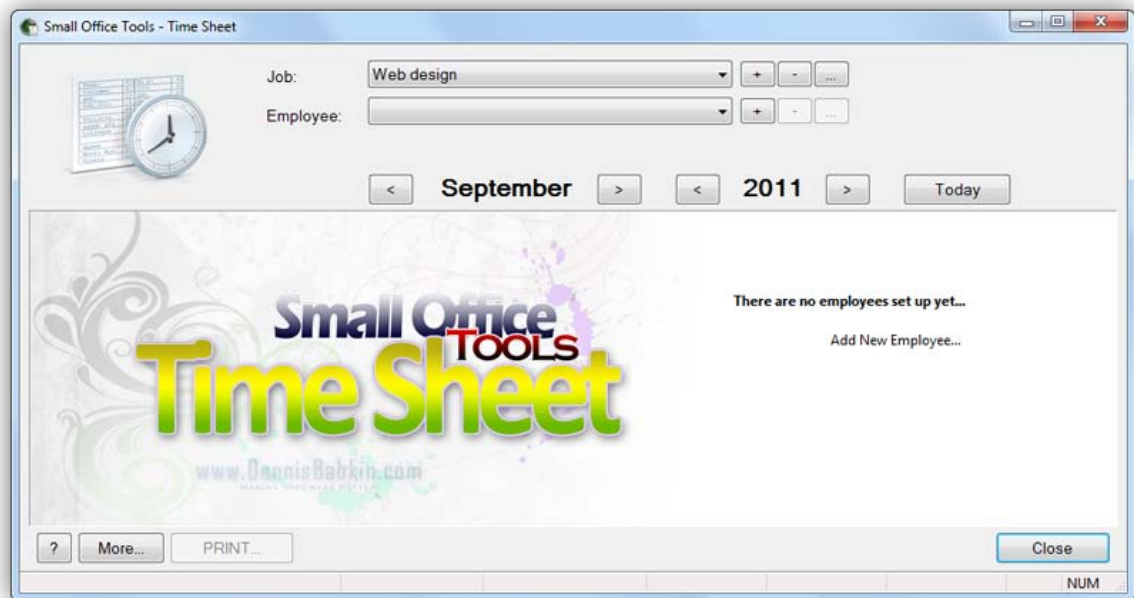 Small Office Tools - Time Sheet
Job: Web design + - ...
Employee: + - ...
< September > < 2011 > Today
Small Office
TOOLS
Time Sheet
www.DennisBabkin.com
There are no employees set up yet...
Add New Employee...
? More... PRINT... Close
NUM